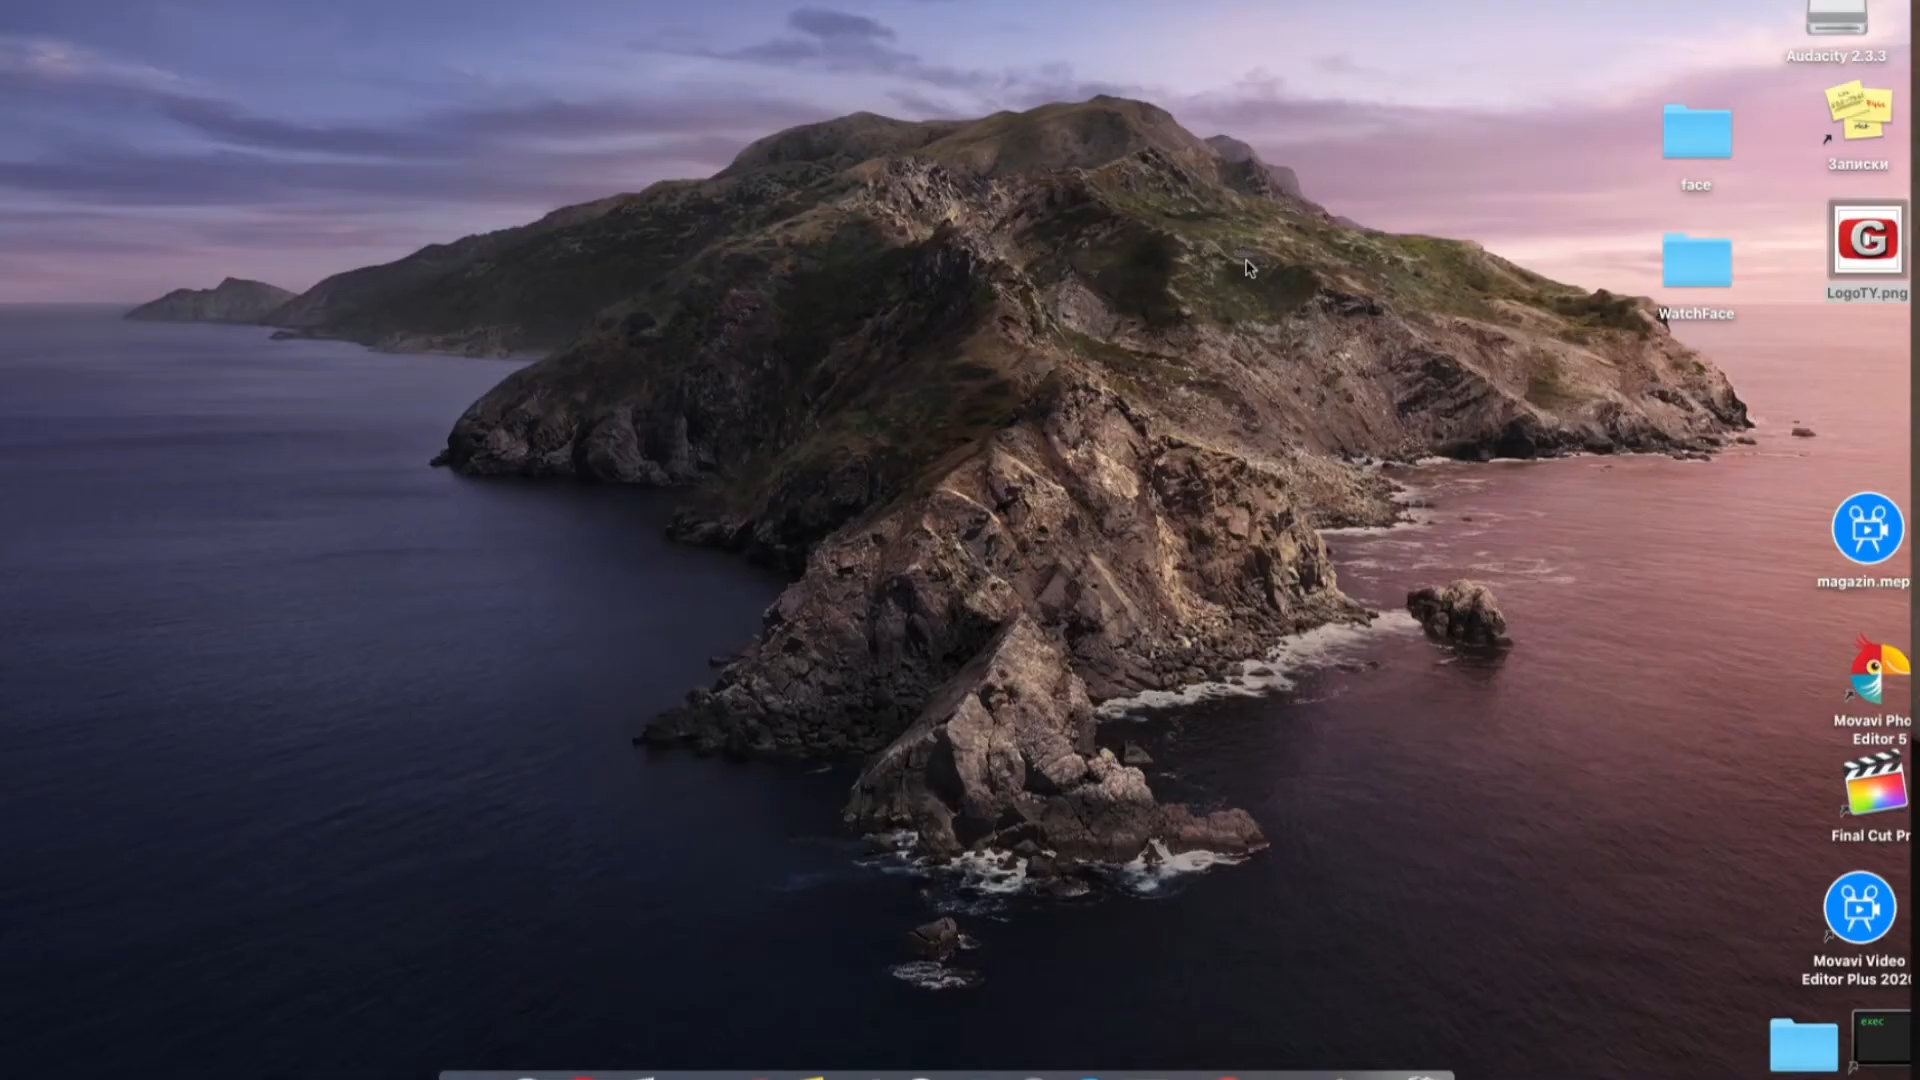 Audacity 2.3.3
Записки
face
LogoTY.png
WatchFace
magazin.mep
Movavi Pho
Editor 5
Final Cut Pr
Movavi Video
Editor Plus 202
exec